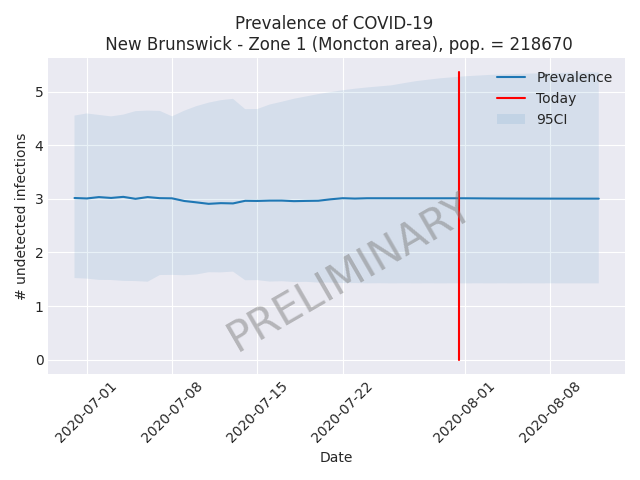 Prevalence of COVID-19
New Brunswick - Zone 1 (Moncton area), pop. = 218670
Prevalence
Today
95CI
# undetected infections
5
4
3
2
1
0
PRELIMINARY
2020-07-01
2020-07-08
2020-07-15
2020-07-22
2020-08-01
2020-08-08
Date